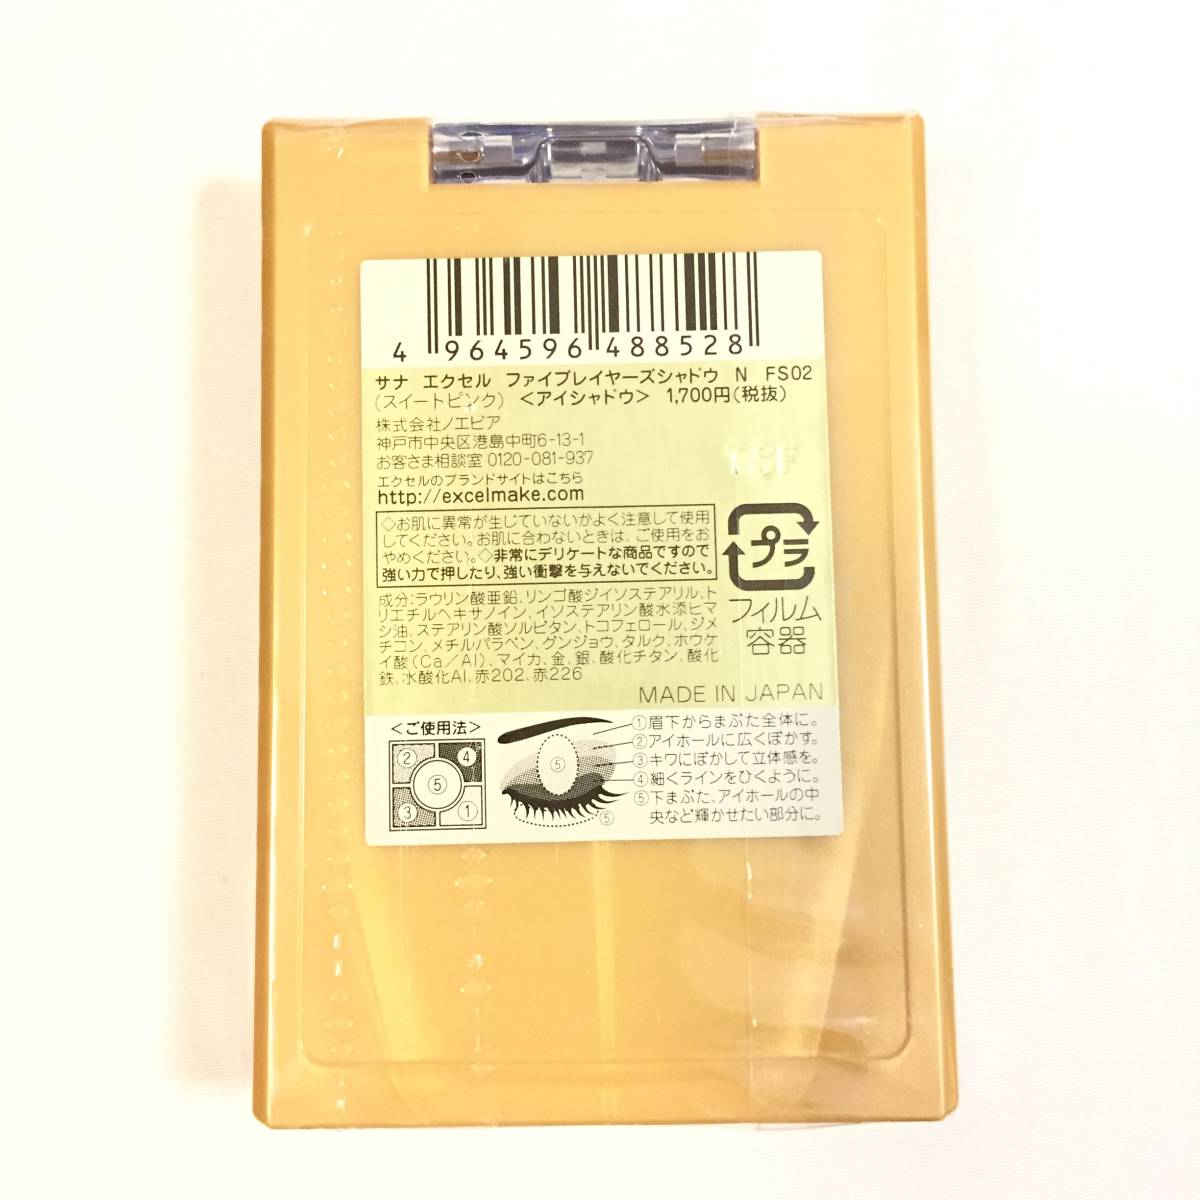 4 964596 488528
サナ エクセル ファイブレイヤーズシャドウ N FS02
(スイートピンク) <アイシャドウ> 1,700円(税抜)
株式会社ノエビア
神戸市中央区港島中町6-13-1
お客さま相談室 0120-081-937
エクセルのブランドサイトはこちら
http://excelmake.com
◇お肌に異常が生じていないかよく注意して使用
してください。お肌に合わないときは、ご使用をお
やめください。◇非常にデリケートな商品ですので
強い力で押したり、強い衝撃を与えないでください。
プラ
フィルム
容器
成分:ラウリン酸亜鉛、リンゴ酸ジイソステアリル、ト
リエチルヘキサノイン、イソステアリン酸水添ヒマ
シ油、ステアリン酸ソルビタン、トコフェロール、ジメ
チコン、メチルパラベン、グンジョウ、タルク、ホウケ
イ酸(Ca/Al)、マイカ、金、銀、酸化チタン、酸化
鉄、水酸化Al、赤202、赤226
MADE IN JAPAN
<ご使用法>
② ④
⑤
③ ①
⑤
⑤
①眉下からまぶた全体に。
②アイホールに広くぼかす。
③キワにぼかして立体感を。
④細くラインをひくように。
⑤下まぶた、アイホールの中
央など輝かせたい部分に。